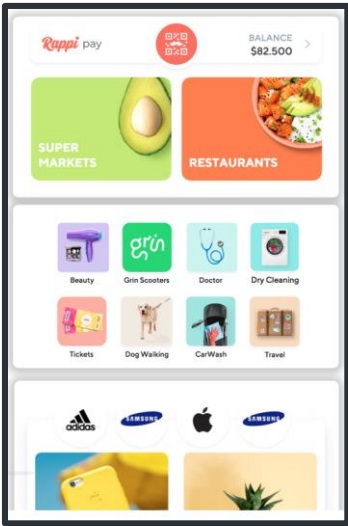 Rappi pay
BALANCE
$82.500
SUPER
MARKETS
RESTAURANTS
grin
Beauty
Grin Scooters
Doctor
Dry Cleaning
Tickets
Dog Walking
CarWash
Travel
adidas
SAMSUNG
SAMSUNG